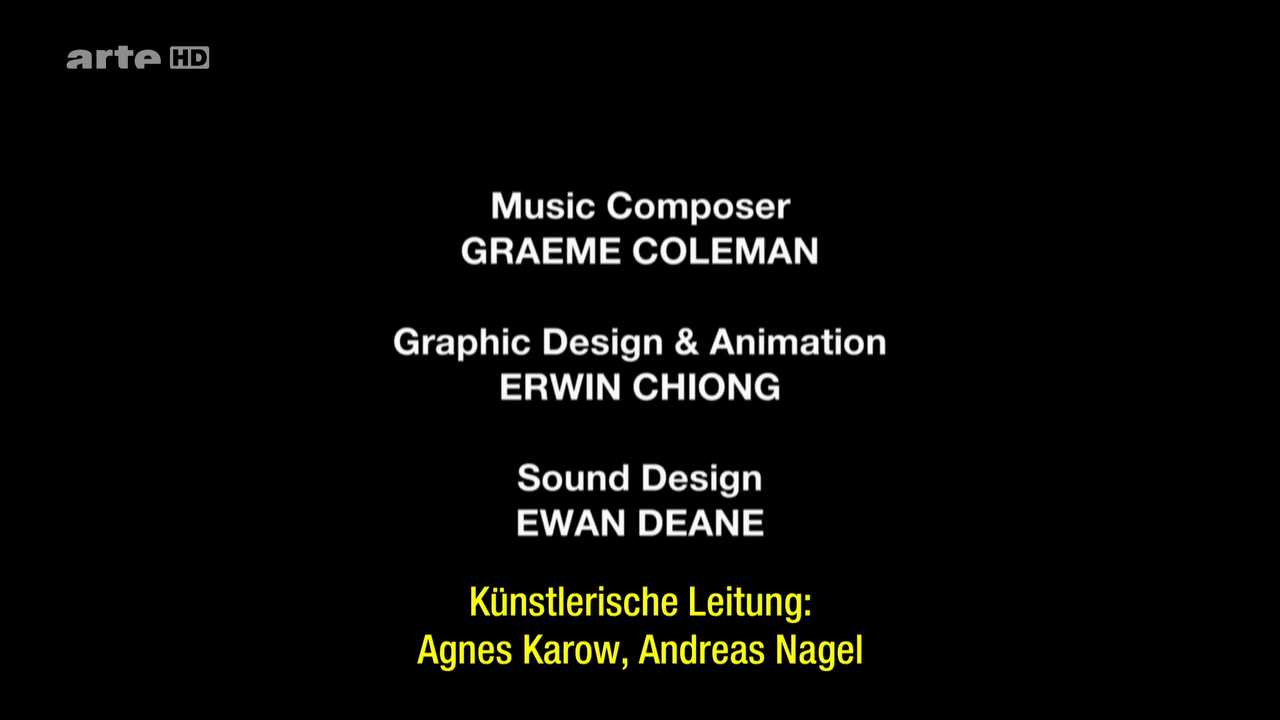 arte HD
Music Composer
GRAEME COLEMAN
Graphic Design & Animation
ERWIN CHIONG
Sound Design
EWAN DEANE
Künstlerische Leitung:
Agnes Karow, Andreas Nagel